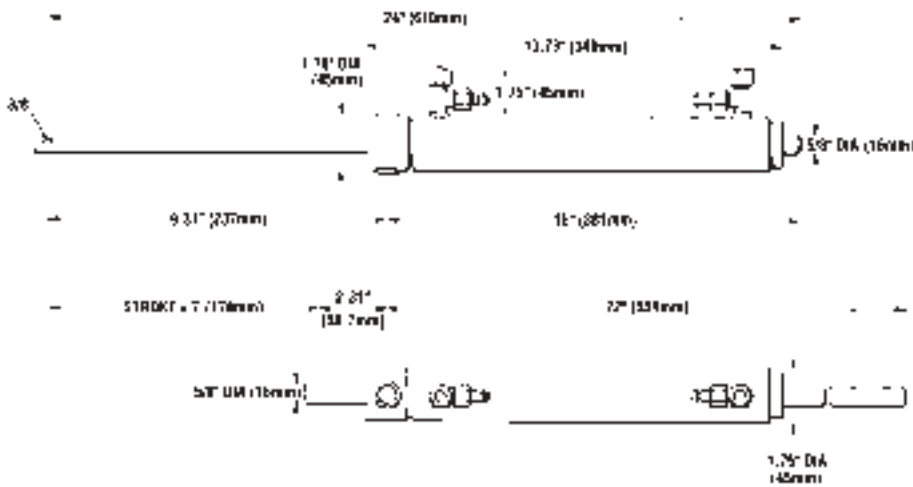 24" (610mm)
13.73" (349mm)
1.75" DIA
(45mm)
1.75" (45mm)
3/8
5/8" DIA (16mm)
9.31" (237mm)
15" (381mm)
STROKE = 7" (178mm)
2.31"
(58.7mm)
22" (559mm)
5/8" DIA (16mm)
1.75" DIA
(45mm)